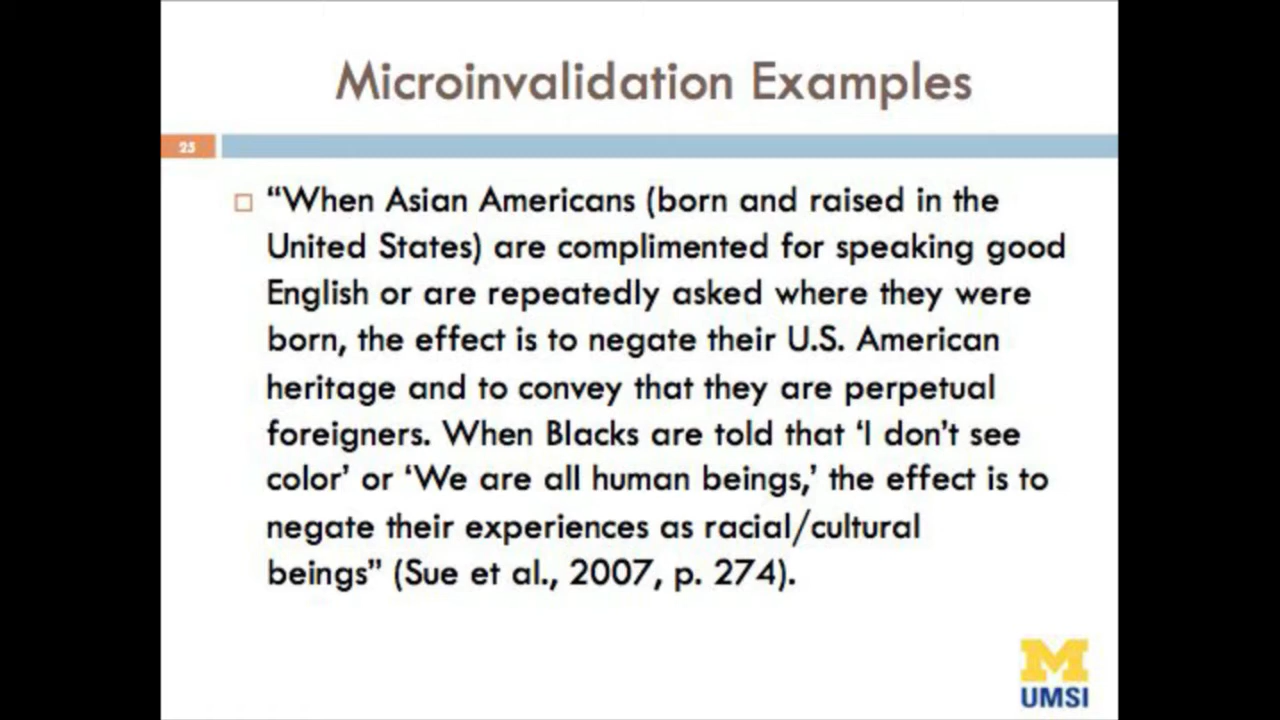 Microinvalidation Examples
25
“When Asian Americans (born and raised in the
United States) are complimented for speaking good
English or are repeatedly asked where they were
born, the effect is to negate their U.S. American
heritage and to convey that they are perpetual
foreigners. When Blacks are told that ‘I don’t see
color’ or ‘We are all human beings,’ the effect is to
negate their experiences as racial/cultural
beings” (Sue et al., 2007, p. 274).
M
UMSI